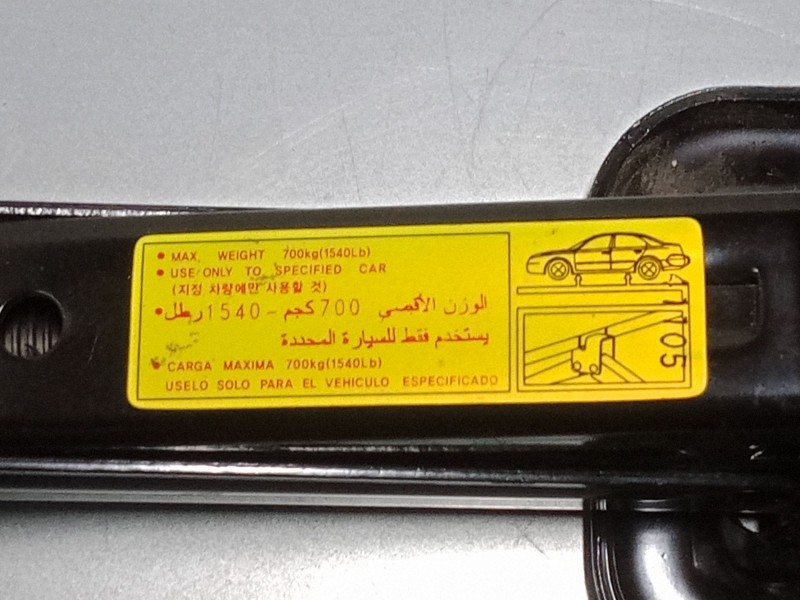 • MAX. WEIGHT 700kg(1540Lb)
• USE ONLY TO SPECIFIED CAR
(지정 차량에만 사용할 것)
• الوزن الأقصي 700 كجم - 1540 رطل
يستخدم فقط للسيارة المحددة
• CARGA MAXIMA 700kg(1540Lb)
USELO SOLO PARA EL VEHICULO ESPECIFICADO